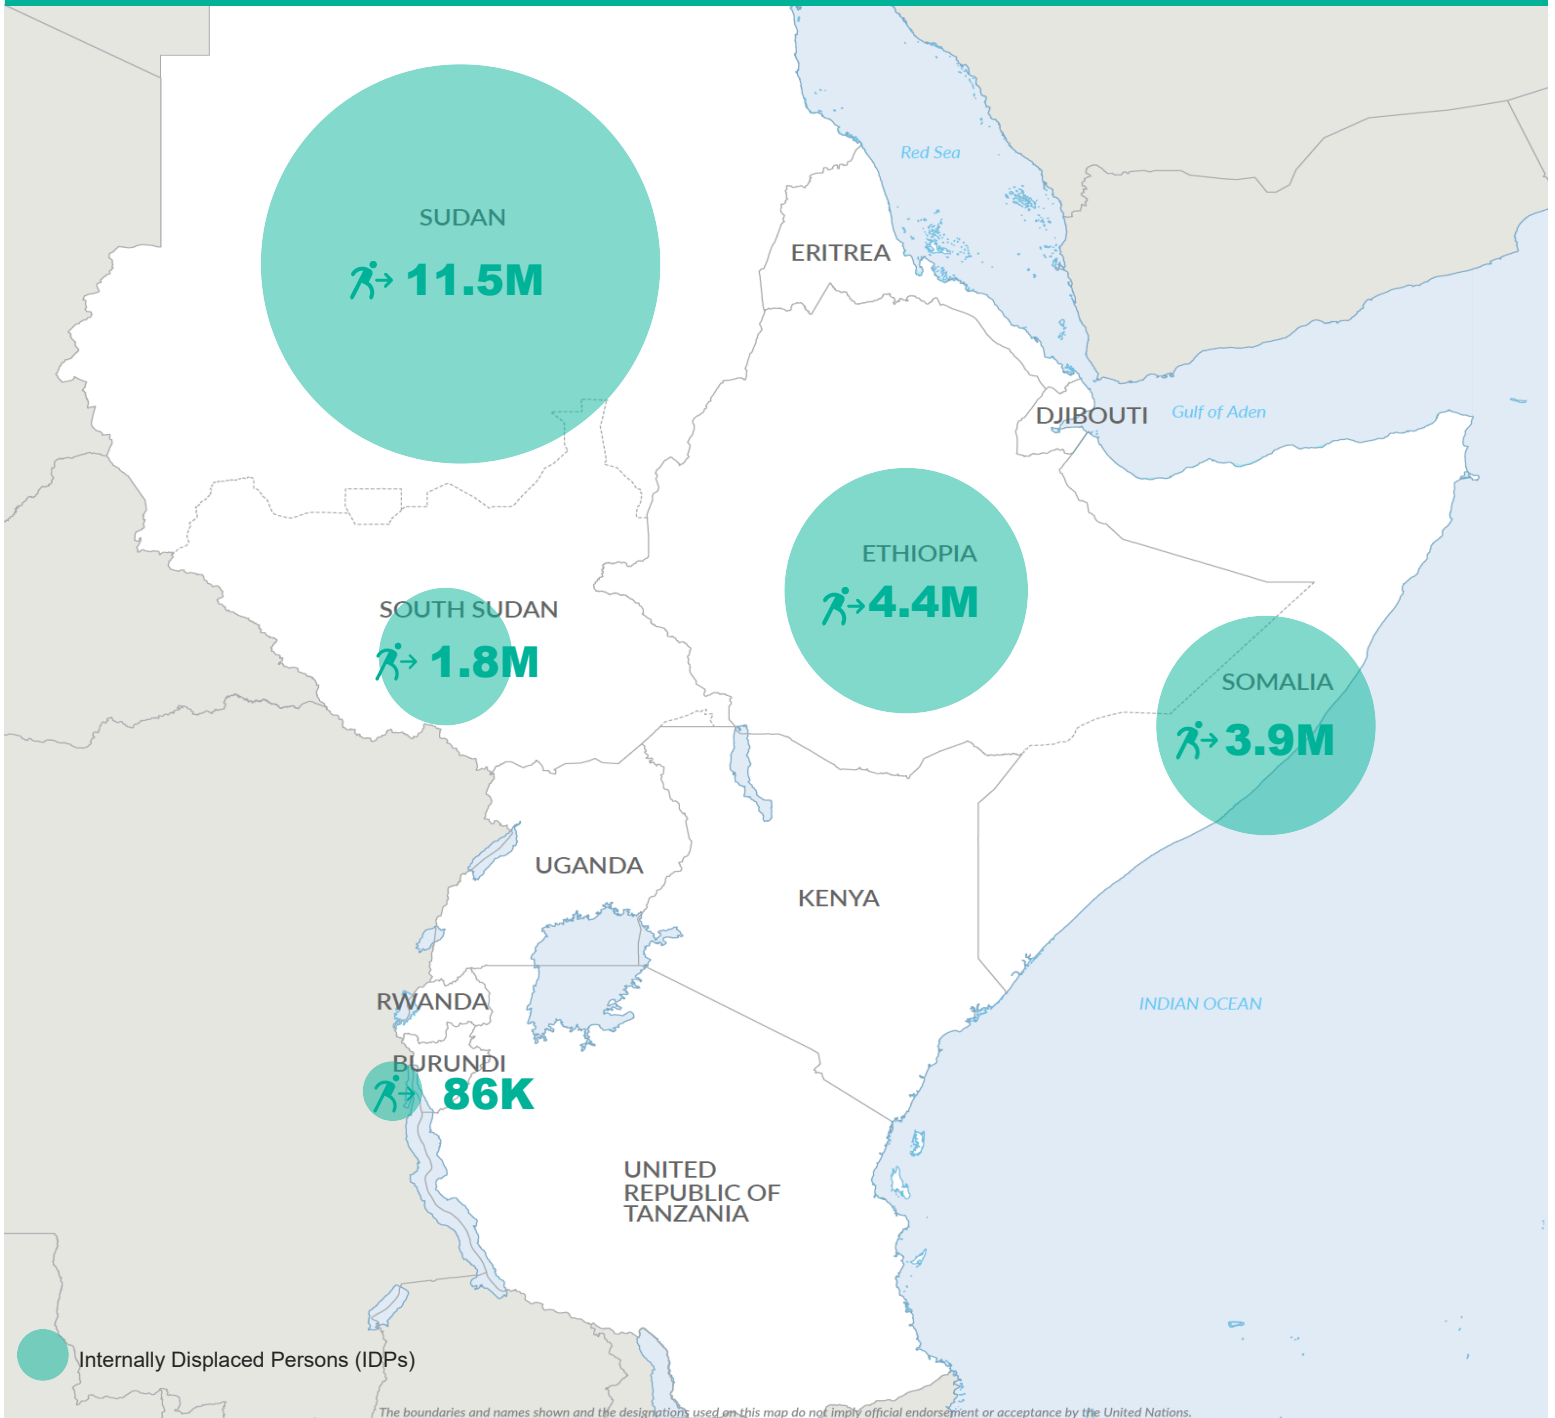 Red Sea
SUDAN
ERITREA
11.5M
DJIBOUTI
Gulf of Aden
ETHIOPIA
4.4M
SOUTH SUDAN
1.8M
SOMALIA
3.9M
UGANDA
KENYA
RWANDA
INDIAN OCEAN
BURUNDI
86K
UNITED
REPUBLIC OF
TANZANIA
Internally Displaced Persons (IDPs)
The boundaries and names shown and the designations used on this map do not imply official endorsement or acceptance by the United Nations.